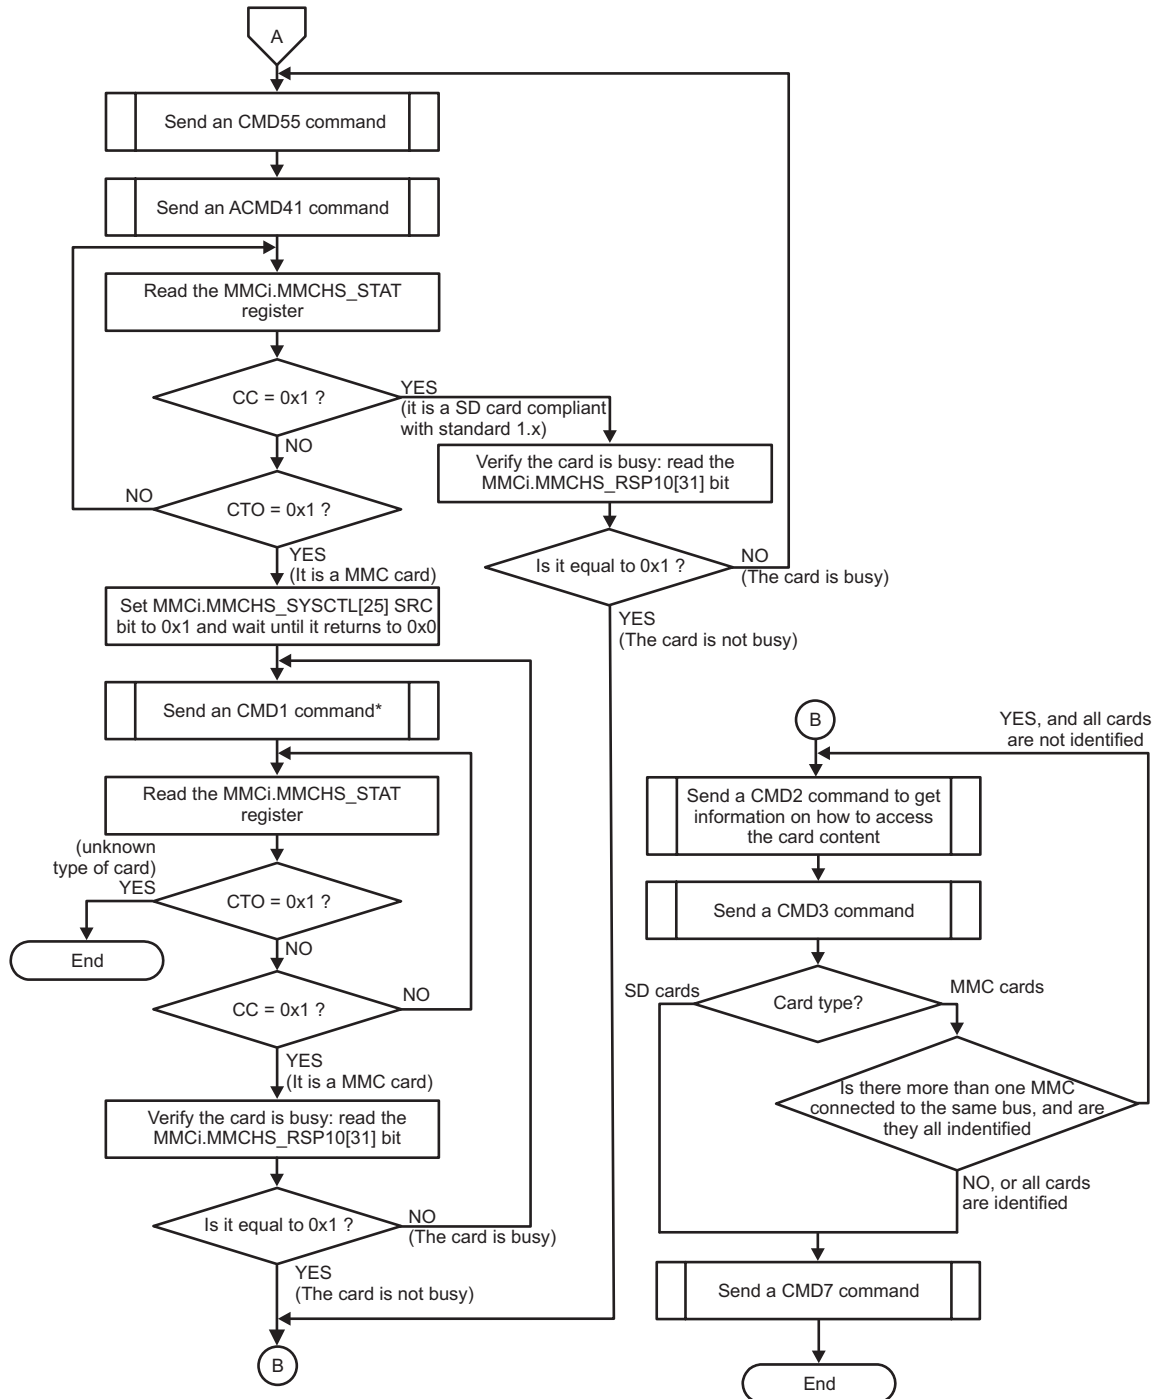 A
Send an CMD55 command
Send an ACMD41 command
Read the MMCi.MMCHS_STAT
register
CC = 0x1 ?
YES
(it is a SD card compliant
with standard 1.x)
NO
Verify the card is busy: read the
MMCi.MMCHS_RSP10[31] bit
NO
CTO = 0x1 ?
Is it equal to 0x1 ?
NO
(The card is busy)
YES
(It is a MMC card)
YES
(The card is not busy)
Set MMCi.MMCHS_SYSCTL[25] SRC
bit to 0x1 and wait until it returns to 0x0
Send an CMD1 command*
Read the MMCi.MMCHS_STAT
register
(unknown
type of card)
YES
CTO = 0x1 ?
End
NO
CC = 0x1 ?
NO
YES
(It is a MMC card)
Verify the card is busy: read the
MMCi.MMCHS_RSP10[31] bit
Is it equal to 0x1 ?
NO
(The card is busy)
YES
(The card is not busy)
B
B
YES, and all cards
are not identified
Send a CMD2 command to get
information on how to access
the card content
Send a CMD3 command
SD cards
Card type?
MMC cards
Is there more than one MMC
connected to the same bus, and are
they all indentified
NO, or all cards
are identified
Send a CMD7 command
End